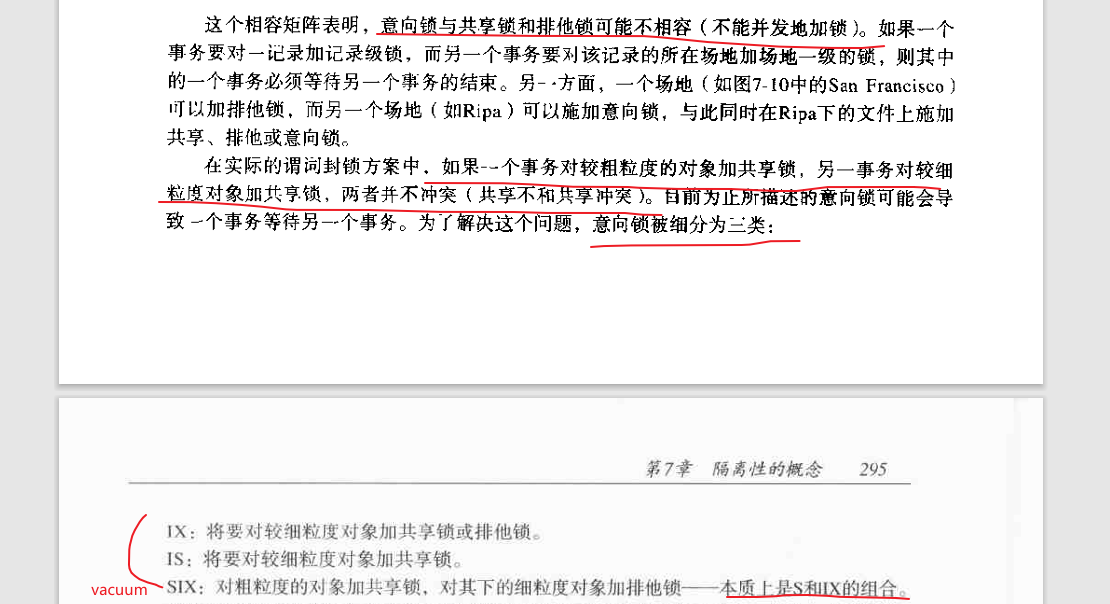 这个相容矩阵表明，意向锁与共享锁和排他锁可能不相容（不能并发地加锁）。如果一个
事务要对一记录加记录级锁，而另一个事务要对该记录的所在场地加场地一级的锁，则其中
的一个事务必须等待另一个事务的结束。另一方面，一个场地（如图7-10中的San Francisco）
可以加排他锁，而另一个场地（如Ripa）可以施加意向锁，与此同时在Ripa下的文件上施加
共享、排他或意向锁。
在实际的谓词封锁方案中，如果一个事务对较粗粒度的对象加共享锁，另一事务对较细
粒度对象加共享锁，两者并不冲突（共享不和共享冲突）。目前为止所描述的意向锁可能会导
致一个事务等待另一个事务。为了解决这个问题，意向锁被细分为三类：
第7章 隔离性的概念 295
IX：将要对较细粒度对象加共享锁或排他锁。
IS：将要对较细粒度对象加共享锁。
vacuum SIX：对粗粒度的对象加共享锁，对其下的细粒度对象加排他锁——本质上是S和IX的组合。